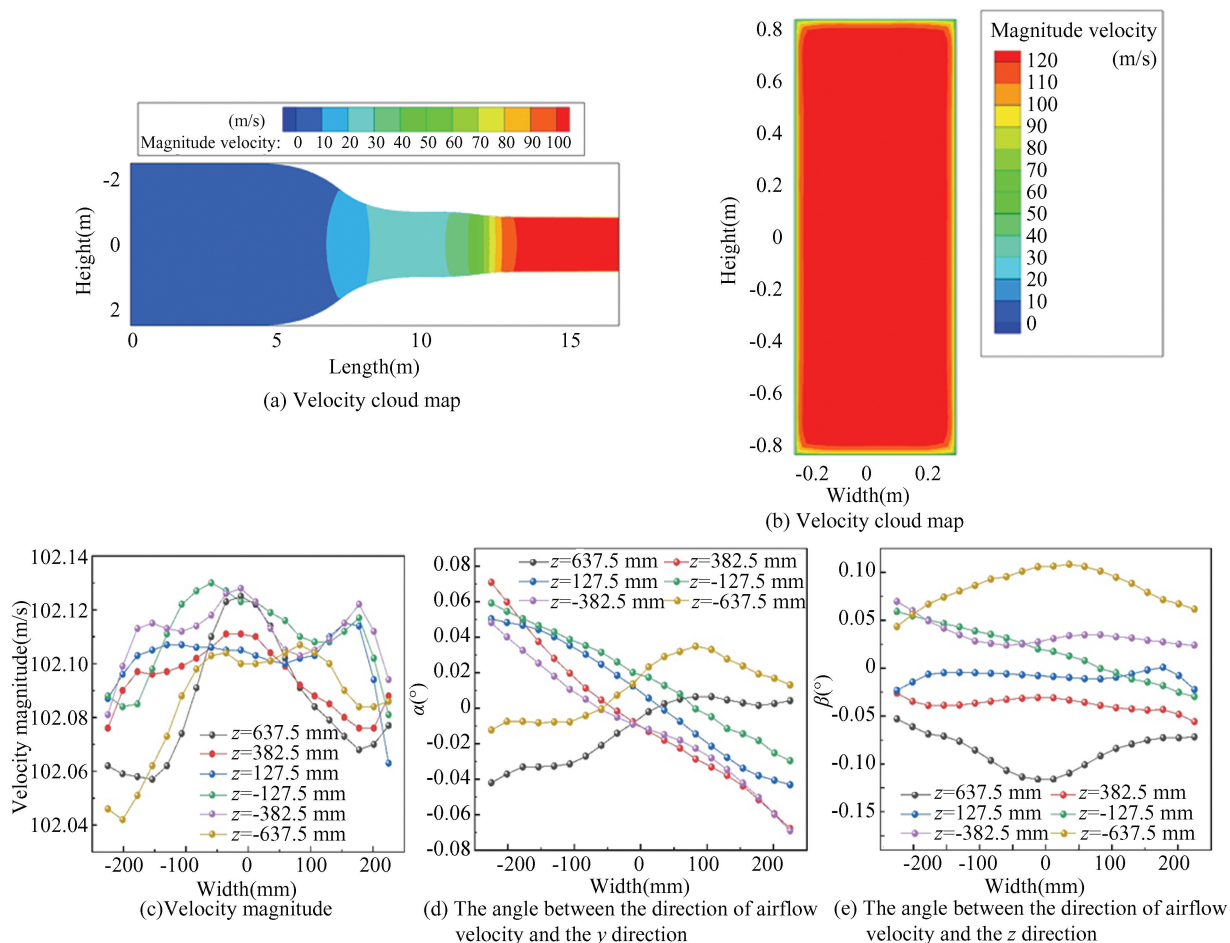 (m/s)
Magnitude velocity:
0 10 20 30 40 50 60 70 80 90 100
-2
0
2
Height(m)
0 5 10 15
Length(m)
(a) Velocity cloud map
0.8
0.6
0.4
0.2
0
-0.2
-0.4
-0.6
-0.8
Height(m)
-0.2 0 0.2
Width(m)
(b) Velocity cloud map
Magnitude velocity
(m/s)
120
110
100
90
80
70
60
50
40
30
20
10
0
102.14
102.12
102.10
102.08
102.06
102.04
Velocity magnitude(m/s)
z=637.5 mm
z=382.5 mm
z=127.5 mm
z=-127.5 mm
z=-382.5 mm
z=-637.5 mm
-200 -100 0 100 200
Width(mm)
(c)Velocity magnitude
0.08
0.06
0.04
0.02
0
-0.02
-0.04
-0.06
-0.08
α(°)
z=637.5 mm z=382.5 mm
z=127.5 mm z=-127.5 mm
z=-382.5 mm z=-637.5 mm
-200 -100 0 100 200
Width(mm)
(d) The angle between the direction of airflow
velocity and the y direction
0.10
0.05
0
-0.05
-0.10
-0.15
β(°)
z=637.5 mm z=382.5 mm
z=127.5 mm z=-127.5 mm
z=-382.5 mm z=-637.5 mm
-200 -100 0 100 200
Width(mm)
(e) The angle between the direction of airflow
velocity and the z direction